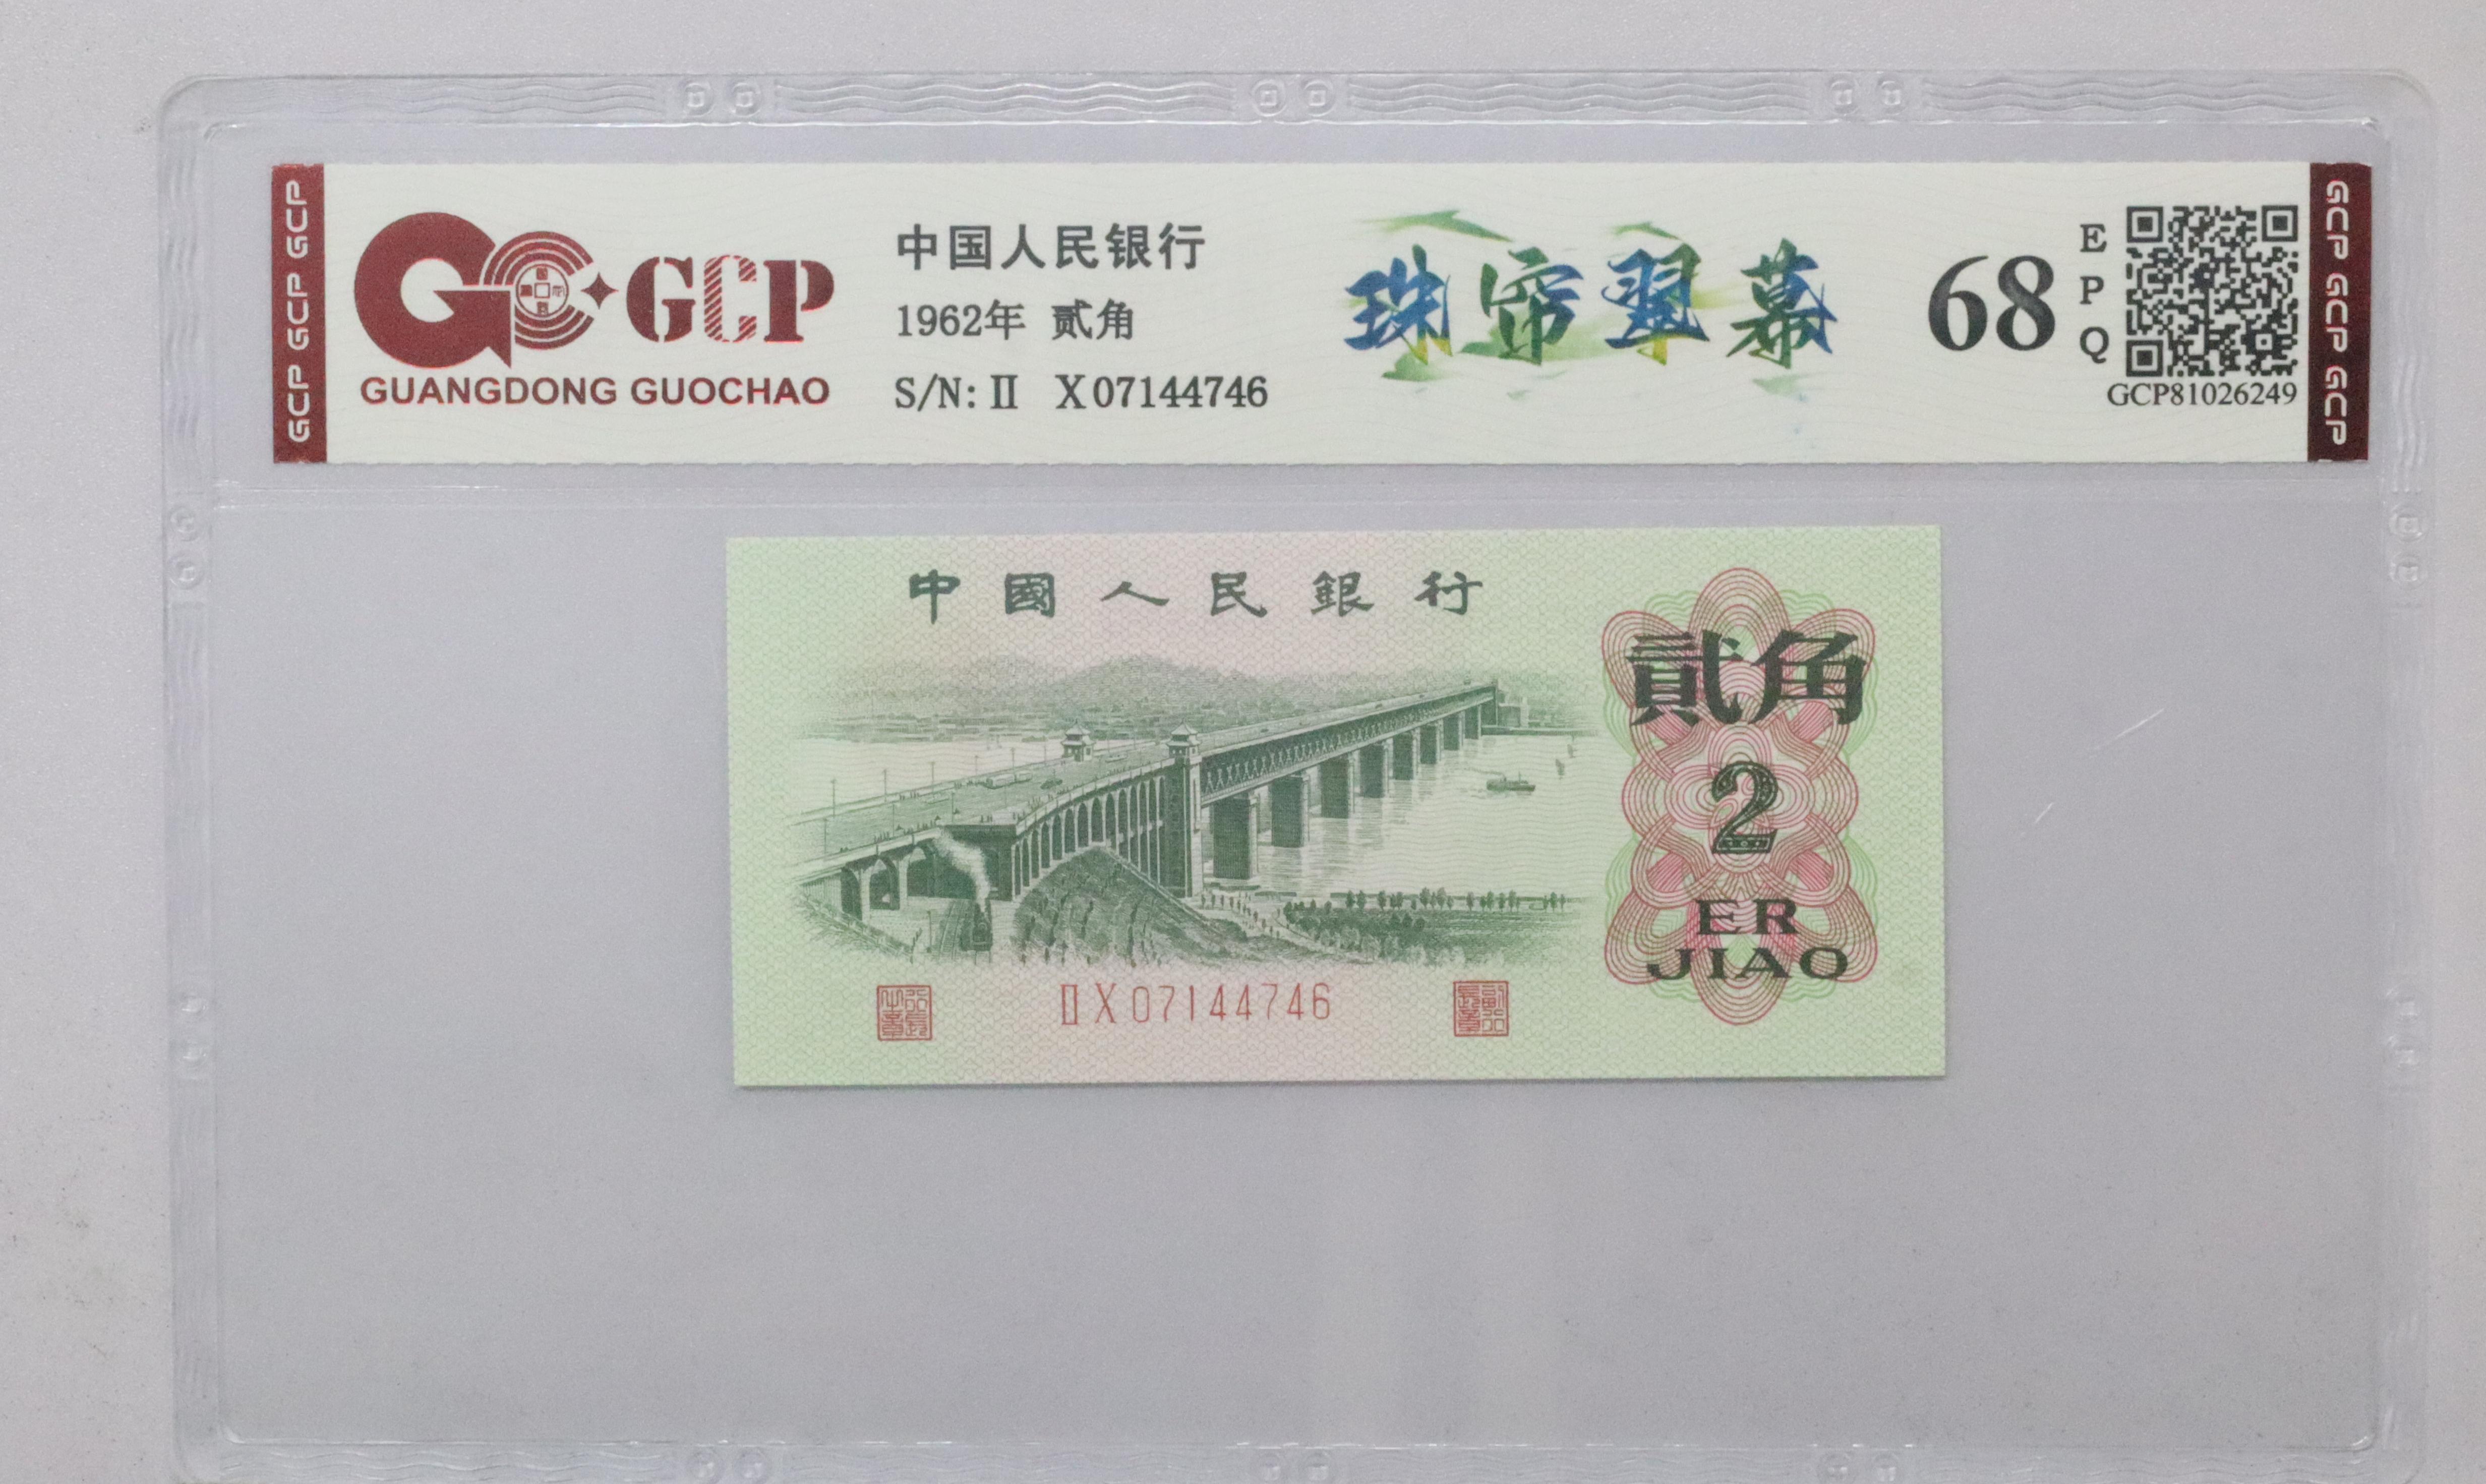 GCP GCP GCP
GCP
GUANGDONG GUOCHAO
中国人民银行
1962年 贰角
S/N: II X07144746
珠帘翠幕
68
EPQ
GCP81026249
GCP GCP GCP
中國人民銀行
貳角
2
ER
JIAO
IIX07144746